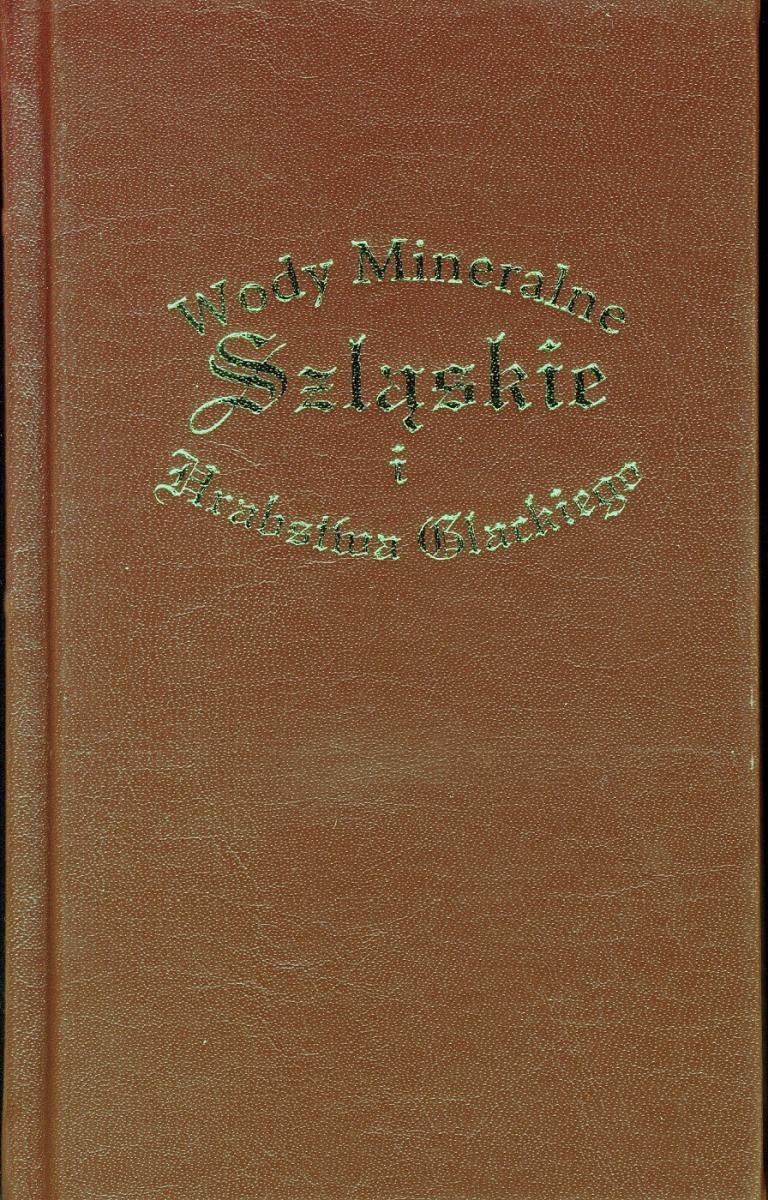 Wody Mineralne
Szląskie
i
Hrabstwa Glackiego